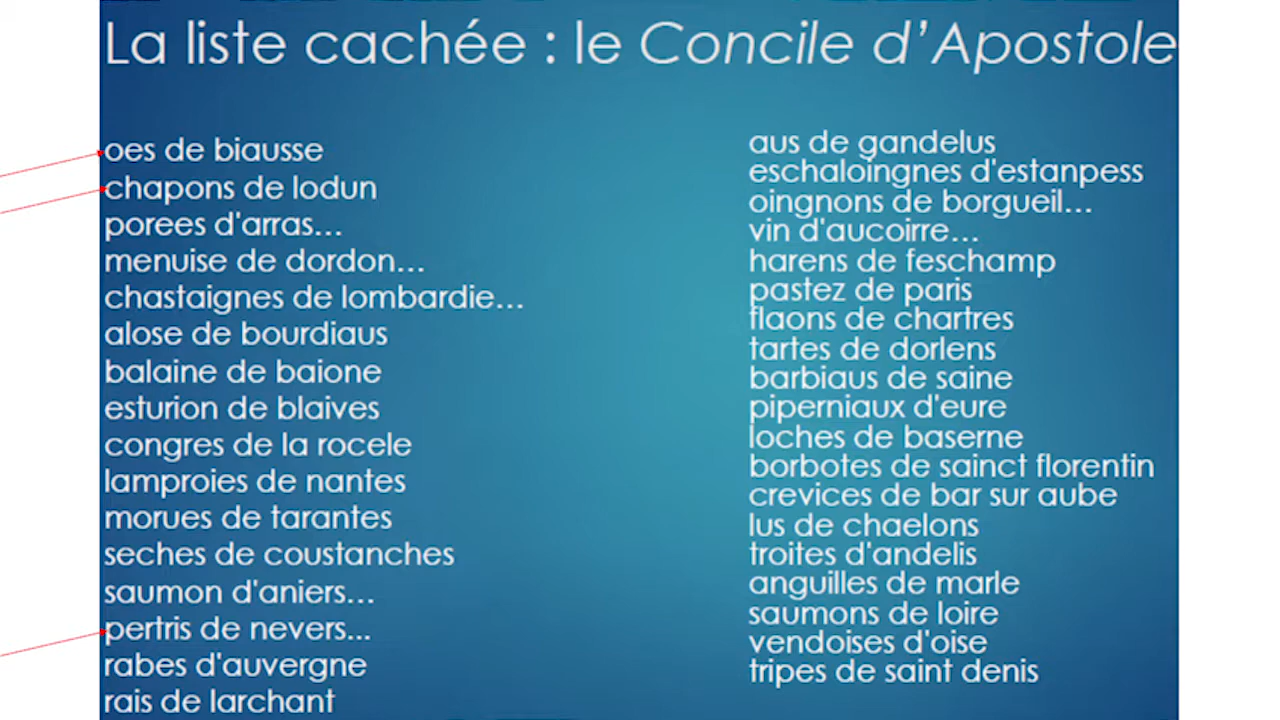 La liste cachée : le Concile d'Apostole
oes de biausse
chapons de lodun
porees d'arras...
menuise de dordon...
chastaignes de lombardie...
alose de bourdiaus
balaine de baione
esturion de blaives
congres de la rocele
lamproies de nantes
morues de tarantes
seches de coustanches
saumon d'aniers...
pertris de nevers...
rabes d'auvergne
rais de larchant
aus de gandelus
eschaloingnes d'estanpess
oingnons de borgueil...
vin d'aucoirre...
harens de feschamp
pastez de paris
flaons de chartres
tartes de dorlens
barbiaus de saine
piperniaux d'eure
loches de baserne
borbotes de sainct florentin
crevices de bar sur aube
lus de chaelons
troites d'andelis
anguilles de marle
saumons de loire
vendoises d'oise
tripes de saint denis